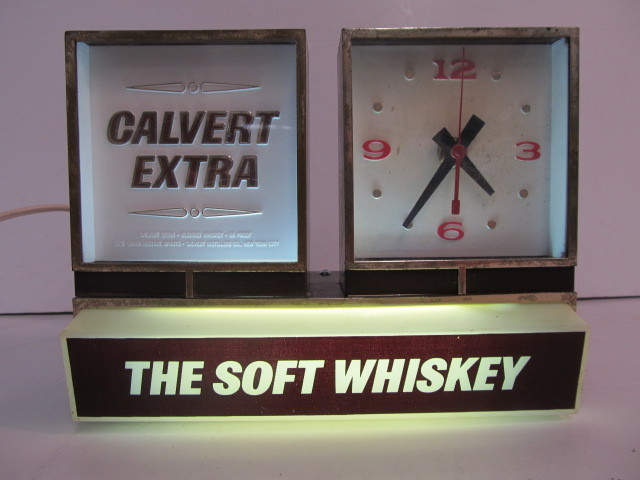 CALVERT
EXTRA
12
9 3
6
THE SOFT WHISKEY